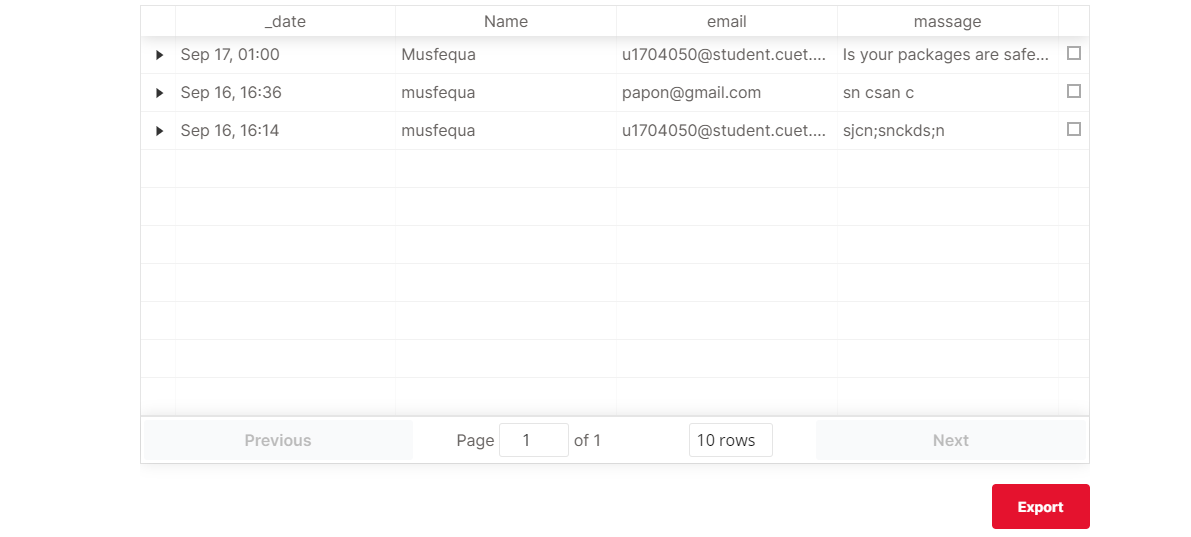 _date Name email massage
Sep 17, 01:00 Musfequa u1704050@student.cuet.... Is your packages are safe...
Sep 16, 16:36 musfequa papon@gmail.com sn csan c
Sep 16, 16:14 musfequa u1704050@student.cuet.... sjcn;snckds;n
Previous Page 1 of 1 10 rows Next
Export